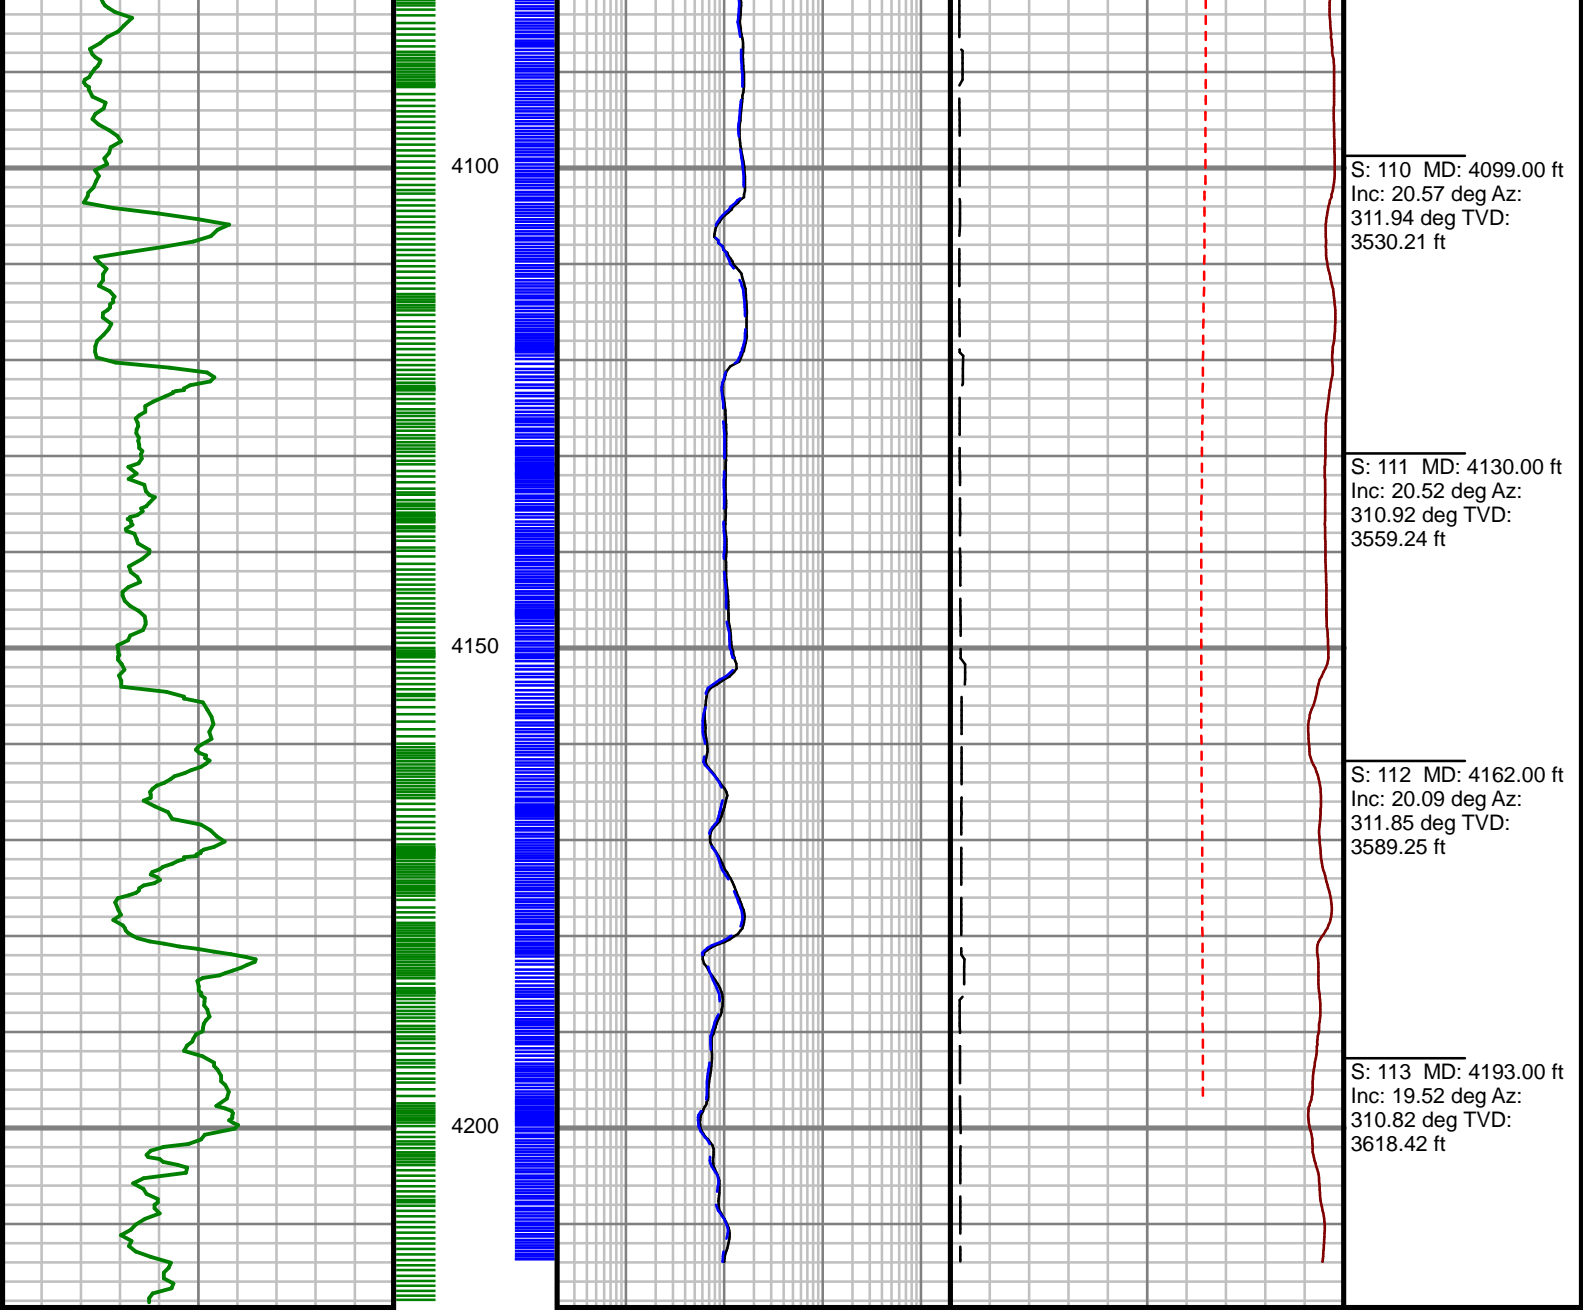 4100
S: 110 MD: 4099.00 ft
Inc: 20.57 deg Az:
311.94 deg TVD:
3530.21 ft
S: 111 MD: 4130.00 ft
Inc: 20.52 deg Az:
310.92 deg TVD:
3559.24 ft
4150
S: 112 MD: 4162.00 ft
Inc: 20.09 deg Az:
311.85 deg TVD:
3589.25 ft
S: 113 MD: 4193.00 ft
Inc: 19.52 deg Az:
310.82 deg TVD:
3618.42 ft
4200